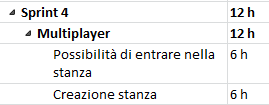 Sprint 4 12 h
Multiplayer 12 h
Possibilità di entrare nella 6 h
stanza
Creazione stanza 6 h